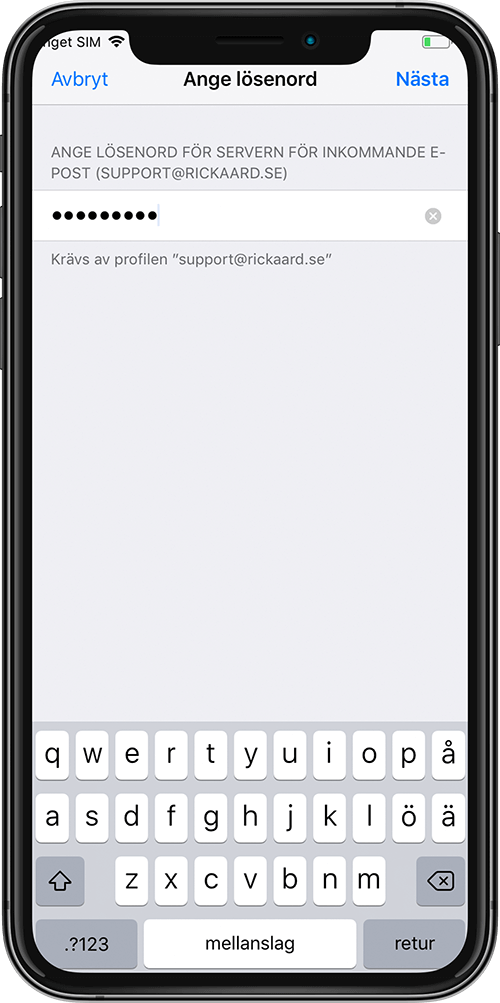 nget SIM
Avbryt Ange lösenord Nästa
ANGE LÖSENORD FÖR SERVERN FÖR INKOMMANDE E-
POST (SUPPORT@RICKAARD.SE)
•••••••••
Krävs av profilen ”support@rickaard.se”
q w e r t y u i o p å
a s d f g h j k l ö ä
z x c v b n m
.?123 mellanslag retur